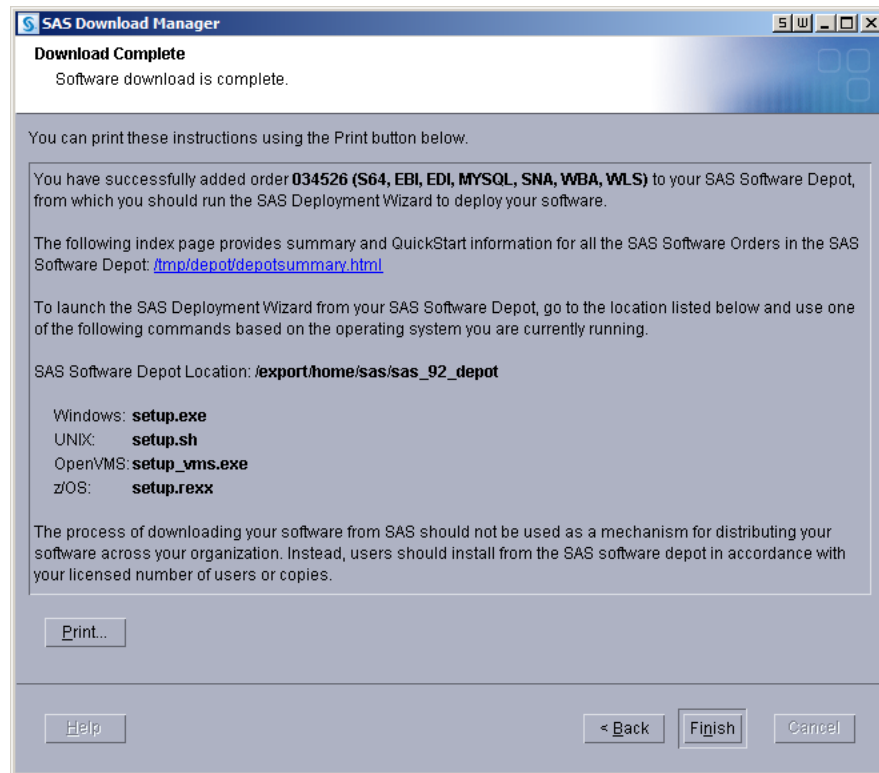 SAS Download Manager
Download Complete
Software download is complete.
You can print these instructions using the Print button below.
You have successfully added order 034526 (S64, EBI, EDI, MYSQL, SNA, WBA, WLS) to your SAS Software Depot,
from which you should run the SAS Deployment Wizard to deploy your software.
The following index page provides summary and QuickStart information for all the SAS Software Orders in the SAS
Software Depot: /tmp/depot/depotsummary.html
To launch the SAS Deployment Wizard from your SAS Software Depot, go to the location listed below and use one
of the following commands based on the operating system you are currently running.
SAS Software Depot Location: /export/home/sas/sas_92_depot
Windows: setup.exe
UNIX: setup.sh
OpenVMS: setup_vms.exe
z/OS: setup.rexx
The process of downloading your software from SAS should not be used as a mechanism for distributing your
software across your organization. Instead, users should install from the SAS software depot in accordance with
your licensed number of users or copies.
Print...
Help
< Back
Finish
Cancel